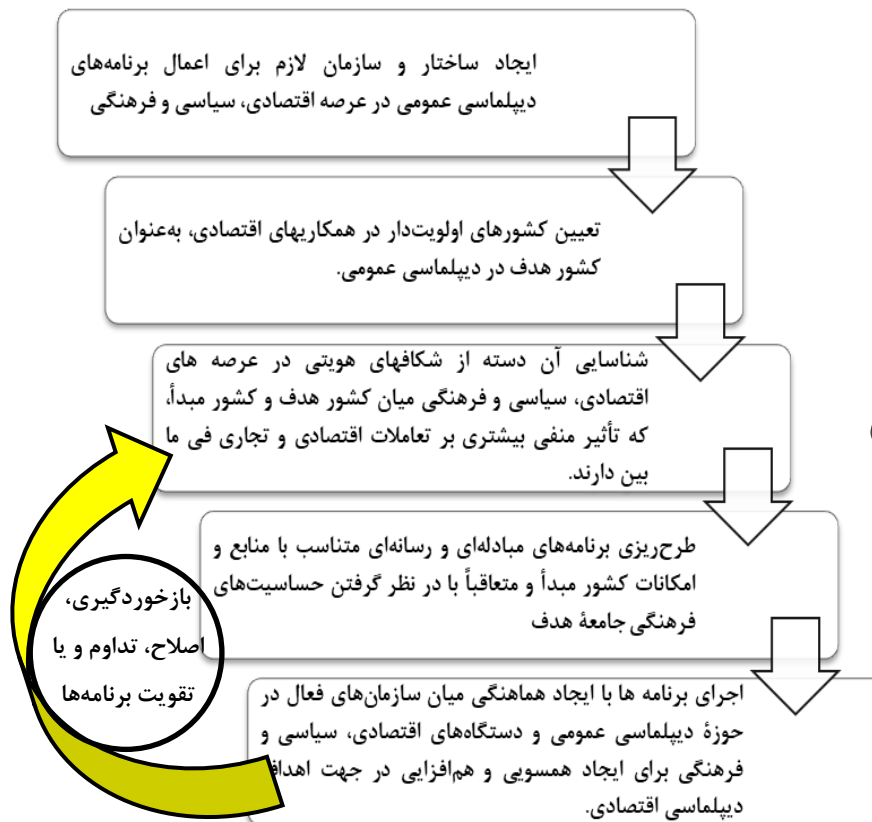 ایجاد ساختار و سازمان لازم برای اعمال برنامه‌های
دیپلماسی عمومی در عرصه اقتصادی، سیاسی و فرهنگی
تعیین کشورهای اولویت‌دار در همکاریهای اقتصادی، به‌عنوان
کشور هدف در دیپلماسی عمومی.
شناسایی آن دسته از شکافهای هویتی در عرصه های
اقتصادی، سیاسی و فرهنگی میان کشور هدف و کشور مبدأ،
که تأثیر منفی بیشتری بر تعاملات اقتصادی و تجاری فی ما
بین دارند.
طرح‌ریزی برنامه‌های مبادله‌ای و رسانه‌ای متناسب با منابع و
امکانات کشور مبدأ و متعاقباً با در نظر گرفتن حساسیت‌های
فرهنگی جامعهٔ هدف
اجرای برنامه ها با ایجاد هماهنگی میان سازمان‌های فعال در
حوزهٔ دیپلماسی عمومی و دستگاه‌های اقتصادی، سیاسی و
فرهنگی برای ایجاد همسویی و هم‌افزایی در جهت اهداف
دیپلماسی اقتصادی.
بازخوردگیری،
اصلاح، تداوم و یا
تقویت برنامه‌ها